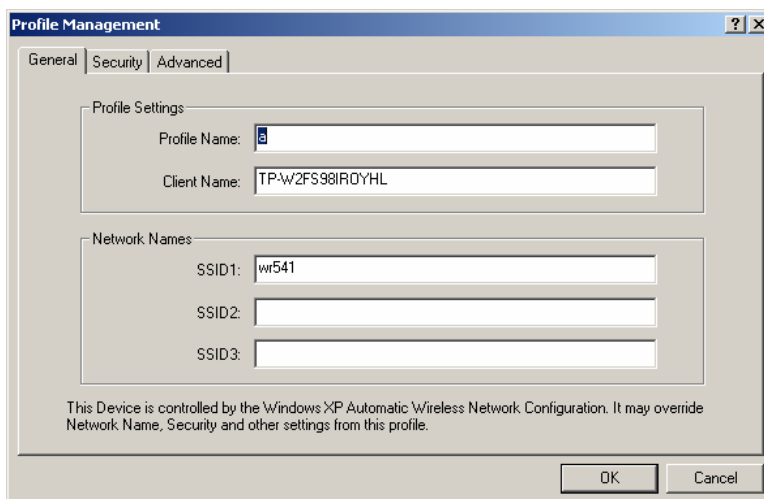 Profile Management
General Security Advanced
Profile Settings
Profile Name: a
Client Name: TP-W2FS98IROYHL
Network Names
SSID1: wr541
SSID2:
SSID3:
This Device is controlled by the Windows XP Automatic Wireless Network Configuration. It may override
Network Name, Security and other settings from this profile.
OK Cancel